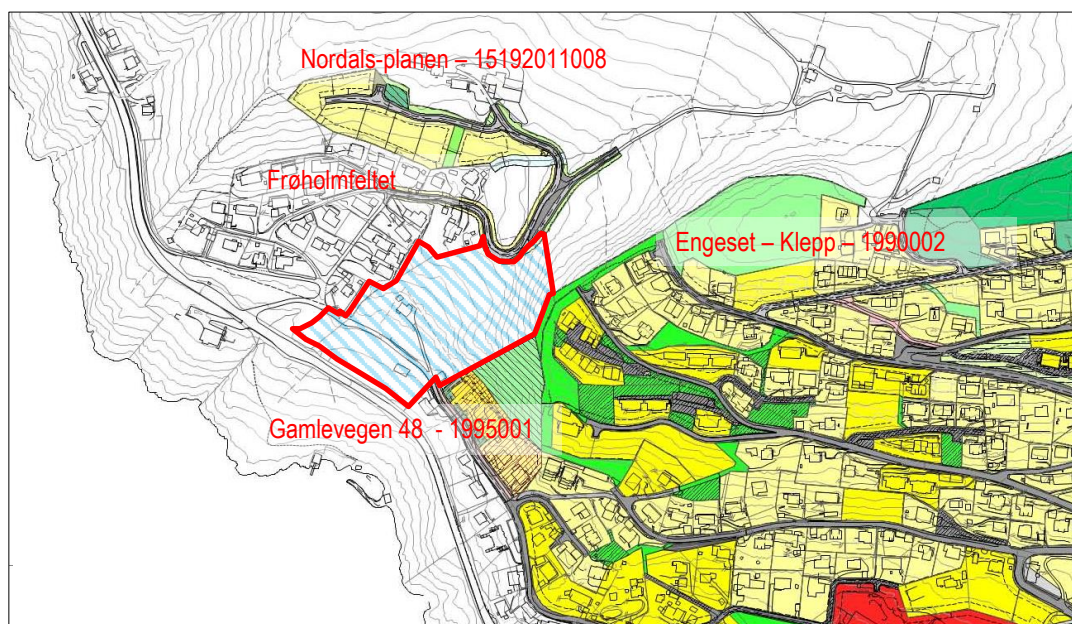 Nordals-planen – 15192011008
Frøholmfeltet
Engeset – Klepp – 1990002
Gamlevegen 48 - 1995001